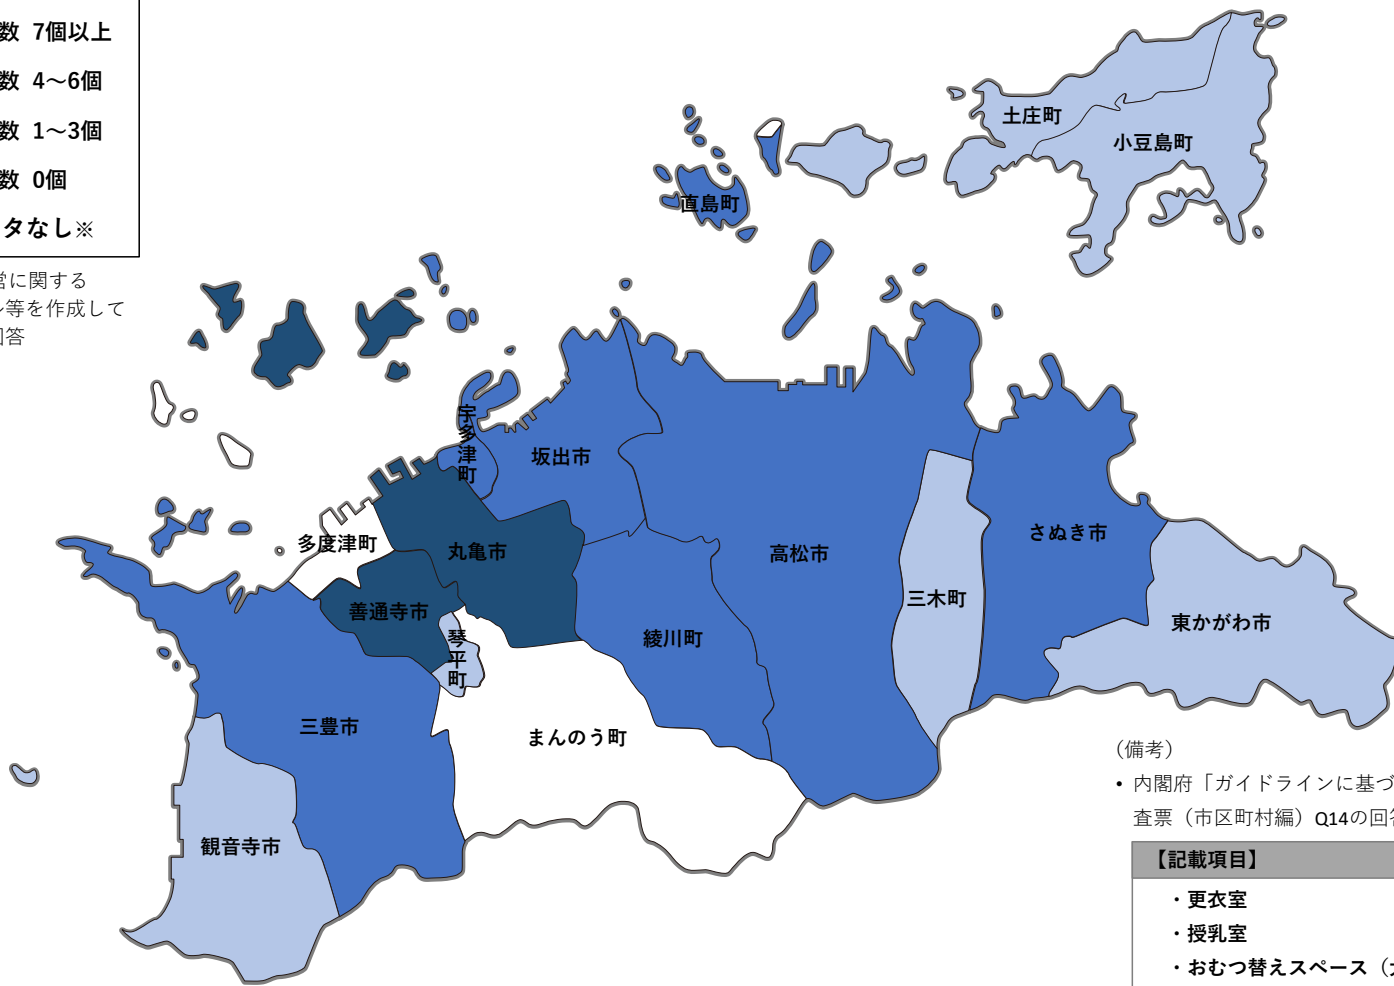 数 7個以上
数 4～6個
数 1～3個
数 0個
タなし※
営に関する
ル等を作成して
回答
土庄町
小豆島町
直島町
宇多津町
坂出市
多度津町
丸亀市
高松市
さぬき市
善通寺市
三木町
東かがわ市
琴平町
綾川町
三豊市
まんのう町
観音寺市
（備考）
• 内閣府「ガイドラインに基づ
査票（市区町村編）Q14の回答
【記載項目】
・更衣室
・授乳室
・おむつ替えスペース（